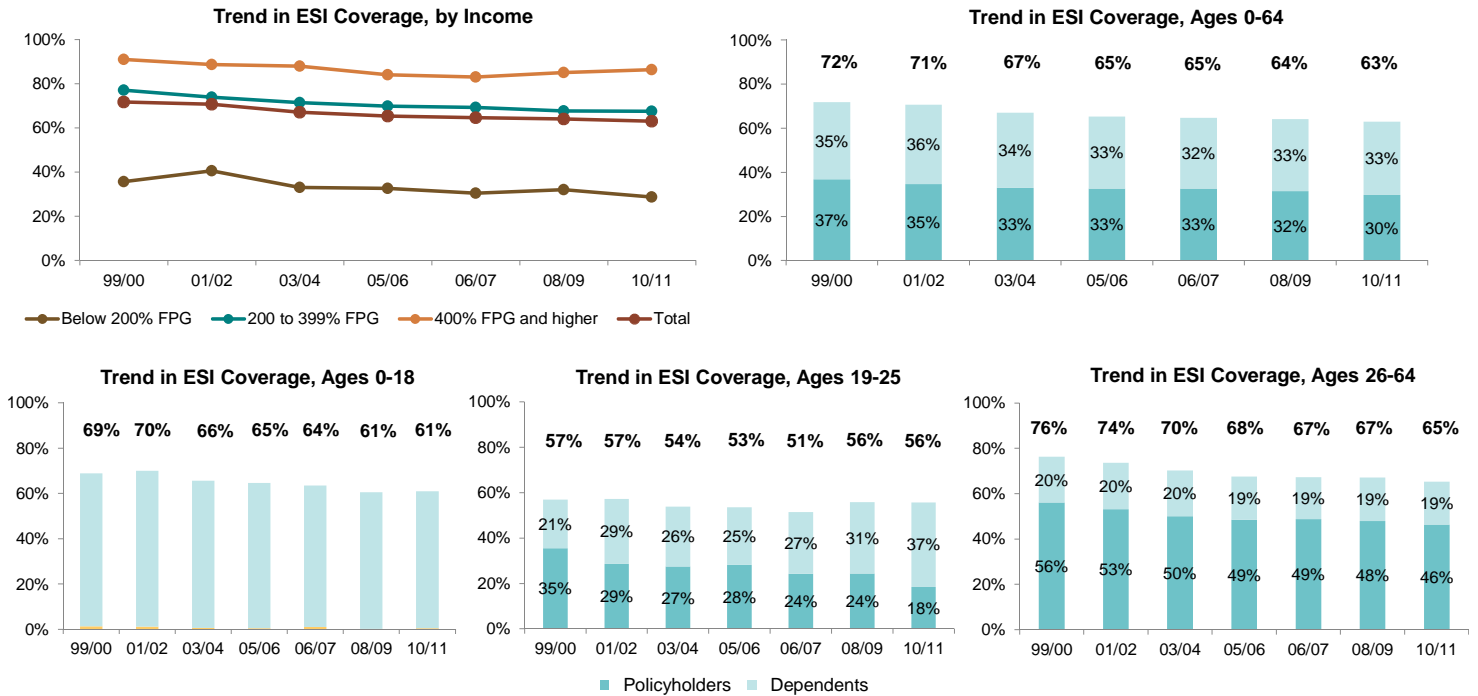 Trend in ESI Coverage, by Income
100%
80%
60%
40%
20%
0%
99/00 01/02 03/04 05/06 06/07 08/09 10/11
Below 200% FPG 200 to 399% FPG 400% FPG and higher Total
Trend in ESI Coverage, Ages 0-64
100%
72% 71% 67% 65% 65% 64% 63%
80%
60%
35% 36% 34% 33% 32% 33% 33%
40%
37% 35% 33% 33% 33% 32% 30%
20%
0%
99/00 01/02 03/04 05/06 06/07 08/09 10/11
Trend in ESI Coverage, Ages 0-18
100%
69% 70% 66% 65% 64% 61% 61%
80%
60%
40%
20%
0%
99/00 01/02 03/04 05/06 06/07 08/09 10/11
Trend in ESI Coverage, Ages 19-25
100%
57% 57% 54% 53% 51% 56% 56%
80%
60%
21% 29% 26% 25% 27% 31% 37%
40%
35% 29% 27% 28% 24% 24% 18%
20%
0%
99/00 01/02 03/04 05/06 06/07 08/09 10/11
Trend in ESI Coverage, Ages 26-64
100%
76% 74% 70% 68% 67% 67% 65%
80%
20% 20% 20% 19% 19% 19% 19%
60%
40%
56% 53% 50% 49% 49% 48% 46%
20%
0%
99/00 01/02 03/04 05/06 06/07 08/09 10/11
Policyholders Dependents